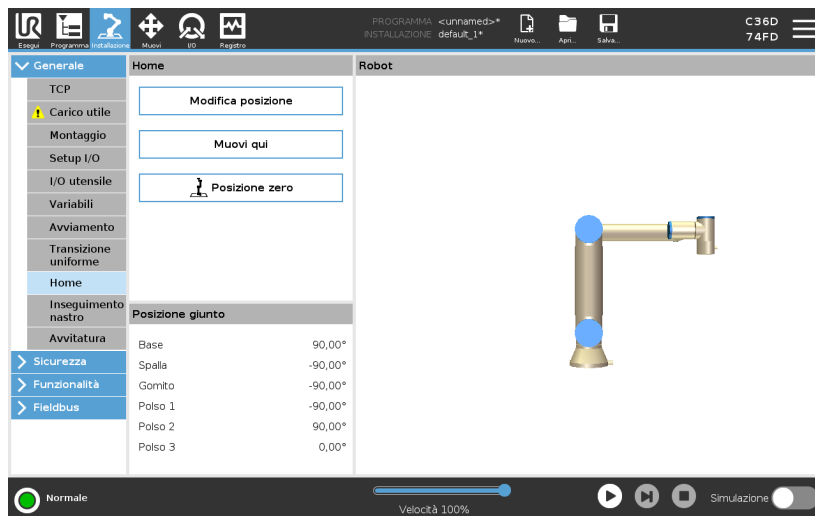 UR
PROGRAMMA <unnamed>*
INSTALLAZIONE default_1*
C36D
74FD
Esegui Programma Installazione Muovi I/O Registro Nuovo... Apri... Salva...
Generale
Home
Robot
TCP
Modifica posizione
Carico utile
Montaggio
Muovi qui
Setup I/O
I/O utensile
Posizione zero
Variabili
Avviamento
Transizione
uniforme
Home
Inseguimento
nastro
Posizione giunto
Avvitatura
Base 90,00°
Sicurezza
Spalla -90,00°
Funzionalità
Gomito -90,00°
Fieldbus
Polso 1 -90,00°
Polso 2 90,00°
Polso 3 0,00°
Normale
Velocità 100%
Simulazione